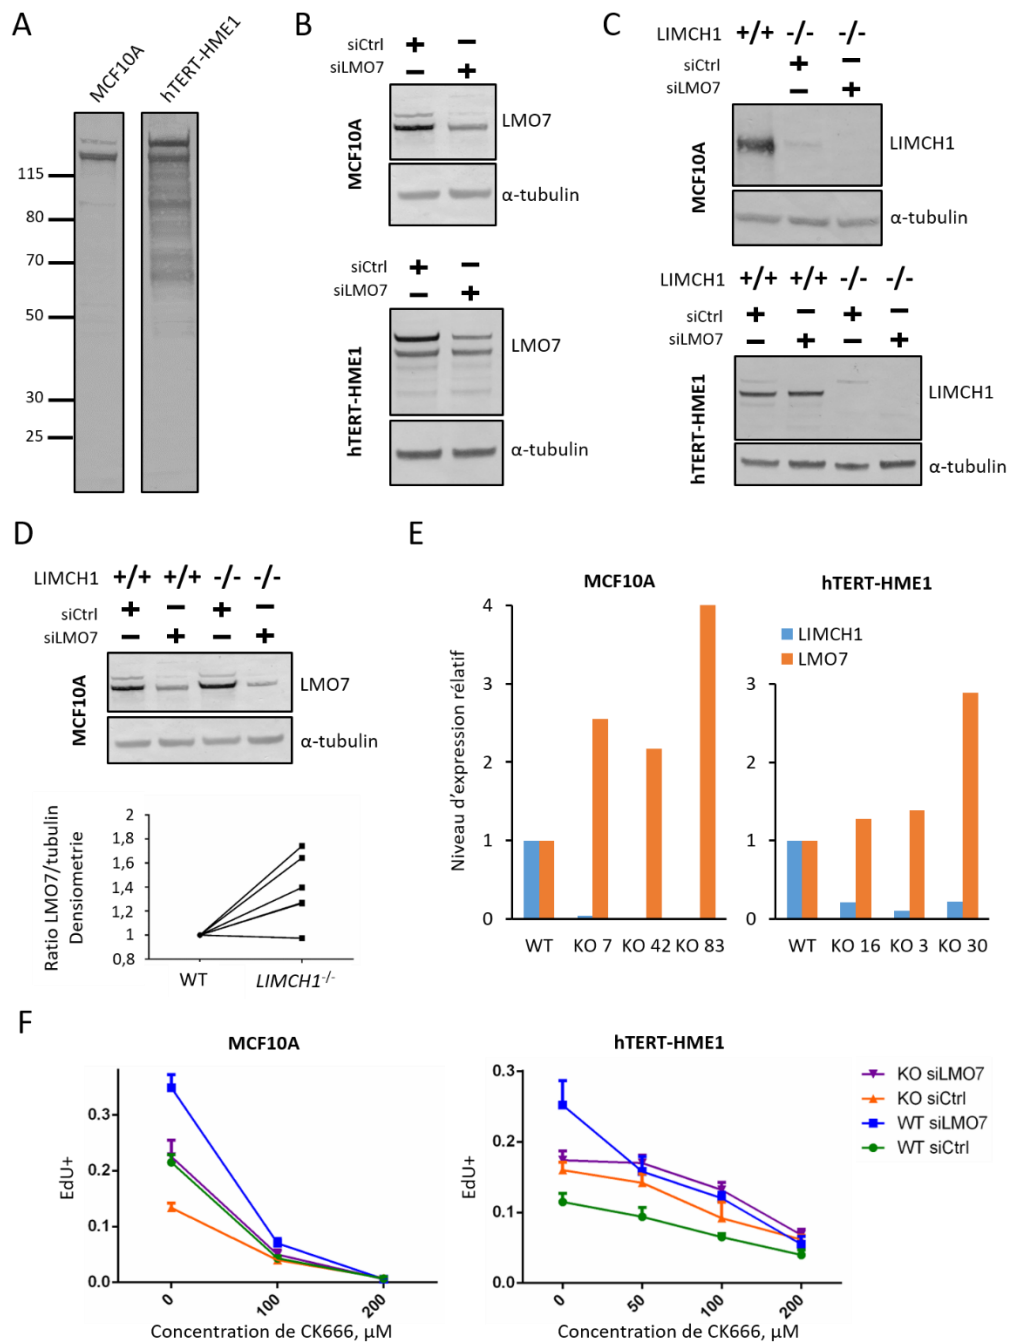 A
MCF10A
hTERT-HME1
115
80
70
50
30
25
B
siCtrl + −
siLMO7 − +
MCF10A
LMO7
α-tubulin
siCtrl + −
siLMO7 − +
hTERT-HME1
LMO7
α-tubulin
C
LIMCH1 +/+ -/- -/-
siCtrl + −
siLMO7 − +
MCF10A
LIMCH1
α-tubulin
LIMCH1 +/+ +/+ -/- -/-
siCtrl + − + −
siLMO7 − + − +
hTERT-HME1
LIMCH1
α-tubulin
D
LIMCH1 +/+ +/+ -/- -/-
siCtrl + − + −
siLMO7 − + − +
MCF10A
LMO7
α-tubulin
Ratio LMO7/tubulin
Densiometrie
2
1,8
1,6
1,4
1,2
1
0,8
WT LIMCH1-/-
E
MCF10A
Niveau d'expression rélatif
4
3
2
1
0
WT KO 7 KO 42 KO 83
hTERT-HME1
LIMCH1
LMO7
3
2
1
0
WT KO 16 KO 3 KO 30
F
MCF10A
EdU+
0.3
0.2
0.1
0.0
0 100 200
Concentration de CK666, µM
hTERT-HME1
EdU+
0.3
0.2
0.1
0.0
0 50 100 200
Concentration de CK666, µM
KO siLMO7
KO siCtrl
WT siLMO7
WT siCtrl